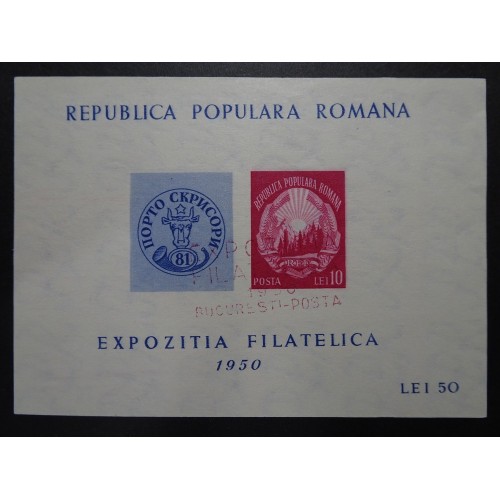 REPUBLICA POPULARA ROMANA
ПОРТО СКРИСОРИ
81
REPUBLICA POPULARA ROMANA
R P R
POSTA LEI 10
1950
BUCURESTI-POSTA
EXPOZITIA FILATELICA
1950
LEI 50